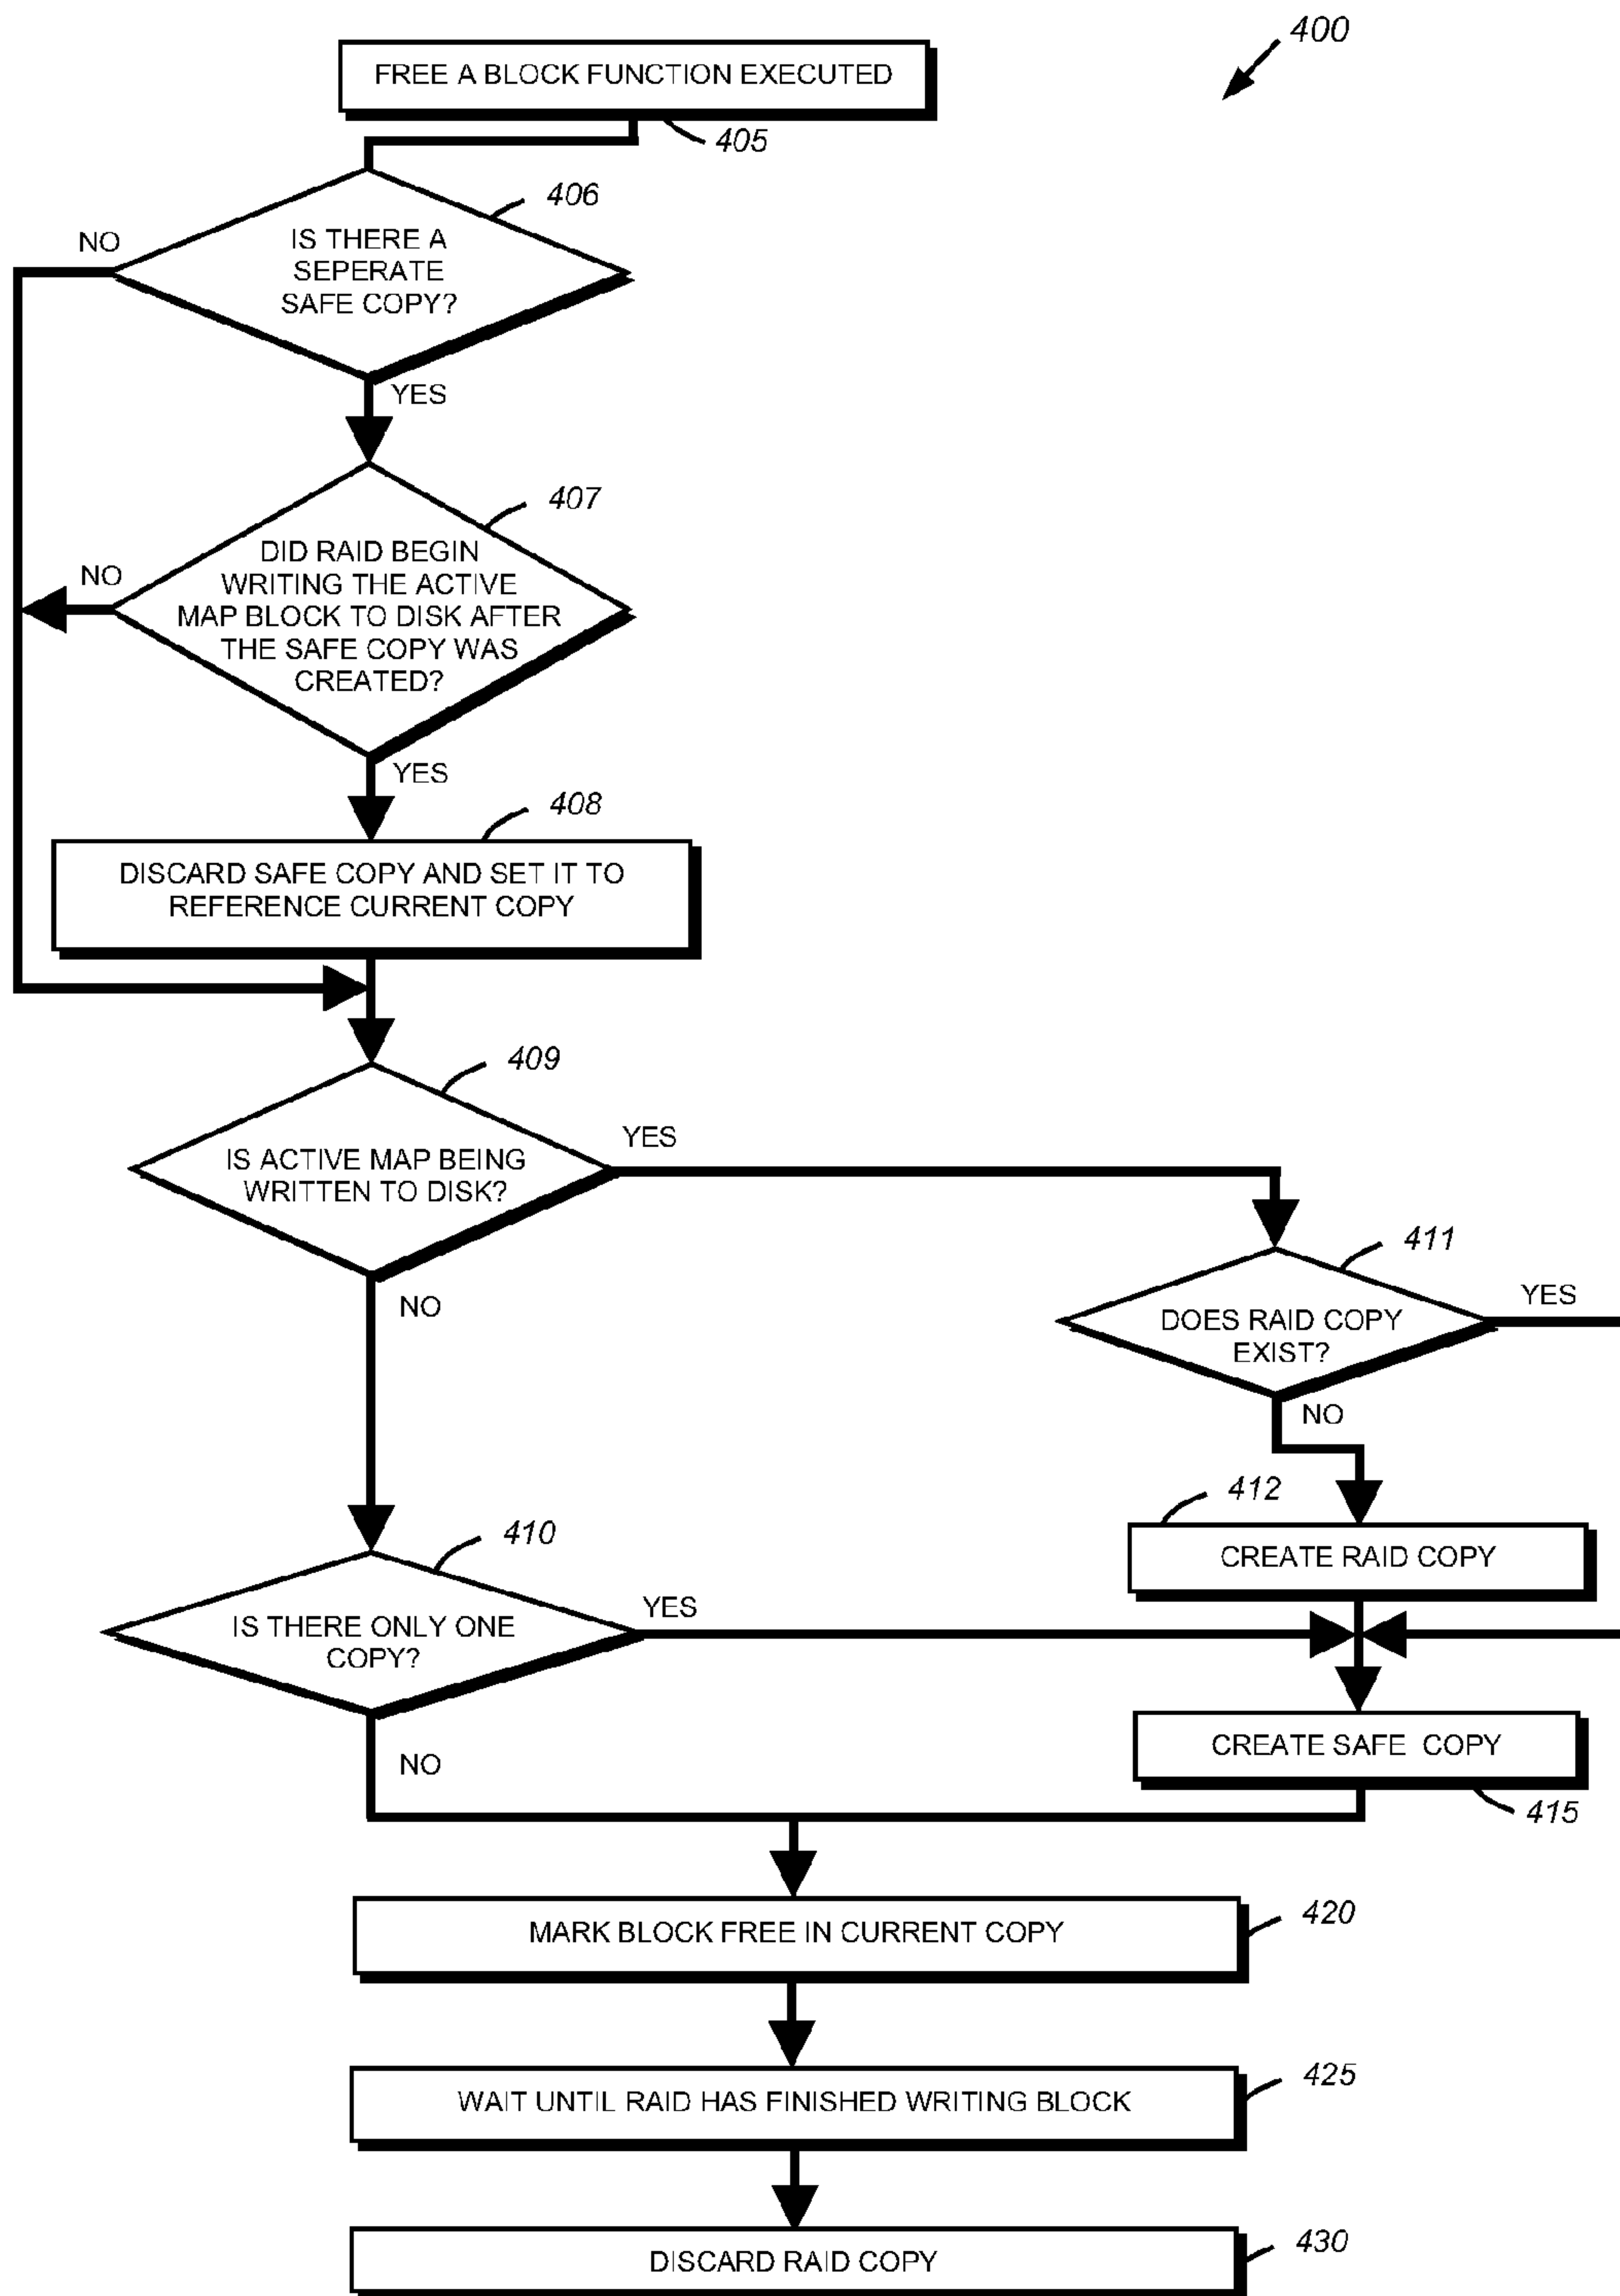 400
FREE A BLOCK FUNCTION EXECUTED
405
406
NO
IS THERE A
SEPERATE
SAFE COPY?
YES
407
DID RAID BEGIN
NO
WRITING THE ACTIVE
MAP BLOCK TO DISK AFTER
THE SAFE COPY WAS
CREATED?
YES
408
DISCARD SAFE COPY AND SET IT TO
REFERENCE CURRENT COPY
409
YES
IS ACTIVE MAP BEING
WRITTEN TO DISK?
411
YES
NO
DOES RAID COPY
EXIST?
NO
412
410
CREATE RAID COPY
YES
IS THERE ONLY ONE
COPY?
CREATE SAFE  COPY
NO
415
420
MARK BLOCK FREE IN CURRENT COPY
425
WAIT UNTIL RAID HAS FINISHED WRITING BLOCK
430
DISCARD RAID COPY